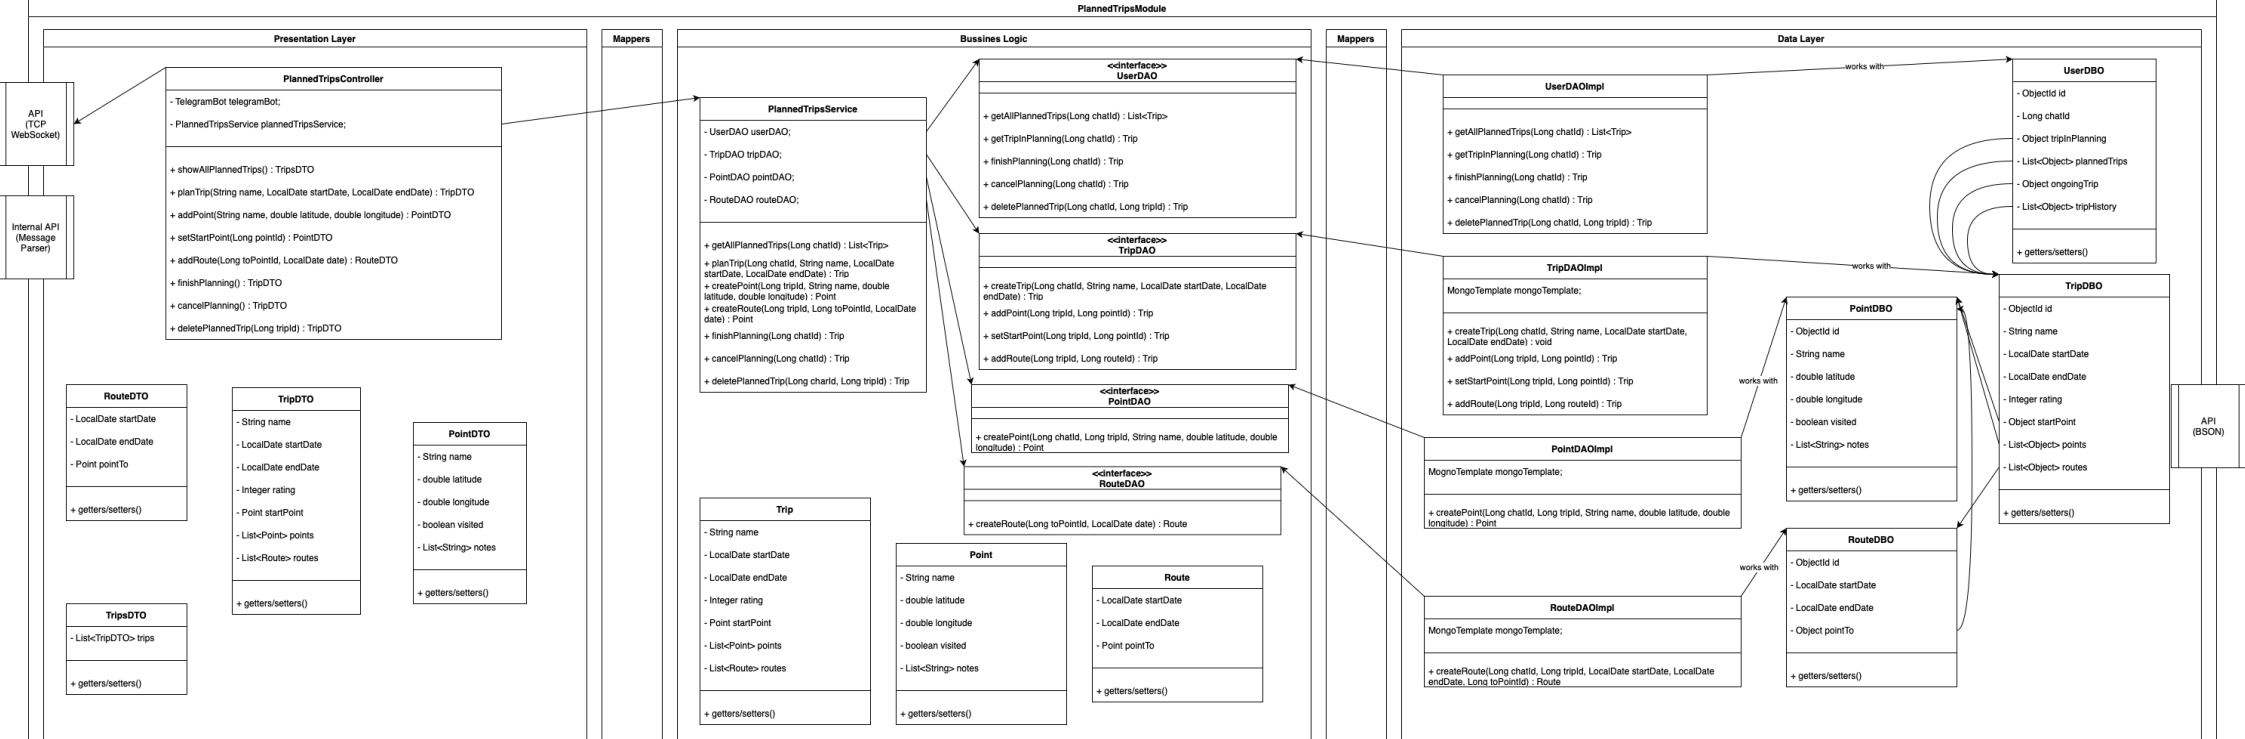 PlannedTripsModule
Presentation Layer
Mappers
Bussines Logic
Mappers
Data Layer
API
(TCP
WebSocket)
Internal API
(Message
Parser)
PlannedTripsController
- TelegramBot telegramBot;
- PlannedTripsService plannedTripsService;
+ showAllPlannedTrips() : TripsDTO
+ planTrip(String name, LocalDate startDate, LocalDate endDate) : TripDTO
+ addPoint(String name, double latitude, double longitude) : PointDTO
+ setStartPoint(Long pointId) : PointDTO
+ addRoute(Long toPointId, LocalDate date) : RouteDTO
+ finishPlanning() : TripDTO
+ cancelPlanning() : TripDTO
+ deletePlannedTrip(Long tripId) : TripDTO
RouteDTO
- LocalDate startDate
- LocalDate endDate
- Point pointTo
+ getters/setters()
TripDTO
- String name
- LocalDate startDate
- LocalDate endDate
- Integer rating
- Point startPoint
- List<Point> points
- List<Route> routes
+ getters/setters()
PointDTO
- String name
- double latitude
- double longitude
- boolean visited
- List<String> notes
+ getters/setters()
TripsDTO
- List<TripDTO> trips
+ getters/setters()
PlannedTripsService
- UserDAO userDAO;
- TripDAO tripDAO;
- PointDAO pointDAO;
- RouteDAO routeDAO;
+ getAllPlannedTrips(Long chatId) : List<Trip>
+ planTrip(Long chatId, String name, LocalDate
startDate, LocalDate endDate) : Trip
+ createPoint(Long tripId, String name, double
latitude, double longitude) : Point
+ createRoute(Long tripId, Long toPointId, LocalDate
date) : Point
+ finishPlanning(Long chatId) : Trip
+ cancelPlanning(Long chatId) : Trip
+ deletePlannedTrip(Long charId, Long tripId) : Trip
<<interface>>
UserDAO
+ getAllPlannedTrips(Long chatId) : List<Trip>
+ getTripInPlanning(Long chatId) : Trip
+ finishPlanning(Long chatId) : Trip
+ cancelPlanning(Long chatId) : Trip
+ deletePlannedTrip(Long chatId, Long tripId) : Trip
<<interface>>
TripDAO
+ createTrip(Long chatId, String name, LocalDate startDate, LocalDate
endDate) : Trip
+ addPoint(Long tripId, Long pointId) : Trip
+ setStartPoint(Long tripId, Long pointId) : Trip
+ addRoute(Long tripId, Long routeId) : Trip
<<interface>>
PointDAO
+ createPoint(Long chatId, Long tripId, String name, double latitude, double
longitude) : Point
<<interface>>
RouteDAO
+ createRoute(Long toPointId, LocalDate date) : Route
Trip
- String name
- LocalDate startDate
- LocalDate endDate
- Integer rating
- Point startPoint
- List<Point> points
- List<Route> routes
+ getters/setters()
Point
- String name
- double latitude
- double longitude
- boolean visited
- List<String> notes
+ getters/setters()
Route
- LocalDate startDate
- LocalDate endDate
- Point pointTo
+ getters/setters()
UserDAOImpl
+ getAllPlannedTrips(Long chatId) : List<Trip>
+ getTripInPlanning(Long chatId) : Trip
+ finishPlanning(Long chatId) : Trip
+ cancelPlanning(Long chatId) : Trip
+ deletePlannedTrip(Long chatId, Long tripId) : Trip
TripDAOImpl
MongoTemplate mongoTemplate;
+ createTrip(Long chatId, String name, LocalDate startDate,
LocalDate endDate) : void
+ addPoint(Long tripId, Long pointId) : Trip
+ setStartPoint(Long tripId, Long pointId) : Trip
+ addRoute(Long tripId, Long routeId) : Trip
PointDAOImpl
MognoTemplate mongoTemplate;
+ createPoint(Long chatId, Long tripId, String name, double latitude, double
longitude) : Point
RouteDAOImpl
MongoTemplate mongoTemplate;
+ createRoute(Long chatId, Long tripId, LocalDate startDate, LocalDate
endDate, Long toPointId) : Route
works with
works with
works with
works with
UserDBO
- ObjectId id
- Long chatId
- Object tripInPlanning
- List<Object> plannedTrips
- Object ongoingTrip
- List<Object> tripHistory
+ getters/setters()
PointDBO
- ObjectId id
- String name
- double latitude
- double longitude
- boolean visited
- List<String> notes
+ getters/setters()
TripDBO
- ObjectId id
- String name
- LocalDate startDate
- LocalDate endDate
- Integer rating
- Object startPoint
- List<Object> points
- List<Object> routes
+ getters/setters()
RouteDBO
- ObjectId id
- LocalDate startDate
- LocalDate endDate
- Object pointTo
+ getters/setters()
API
(BSON)